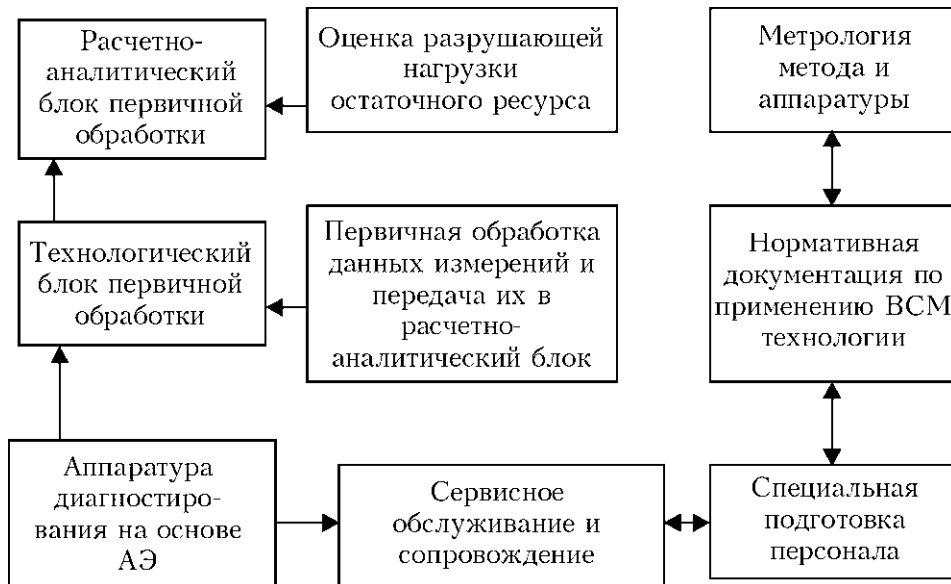 Расчетно-
аналитический
блок первичной
обработки
Оценка разрушающей
нагрузки
остаточного ресурса
Метрология
метода и
аппаратуры
Технологический
блок первичной
обработки
Первичная обработка
данных измерений и
передача их в
расчетно-
аналитический блок
Нормативная
документация по
применению ВСМ
технологии
Аппаратура
диагностиро-
вания на основе
АЭ
Сервисное
обслуживание и
сопровождение
Специальная
подготовка
персонала